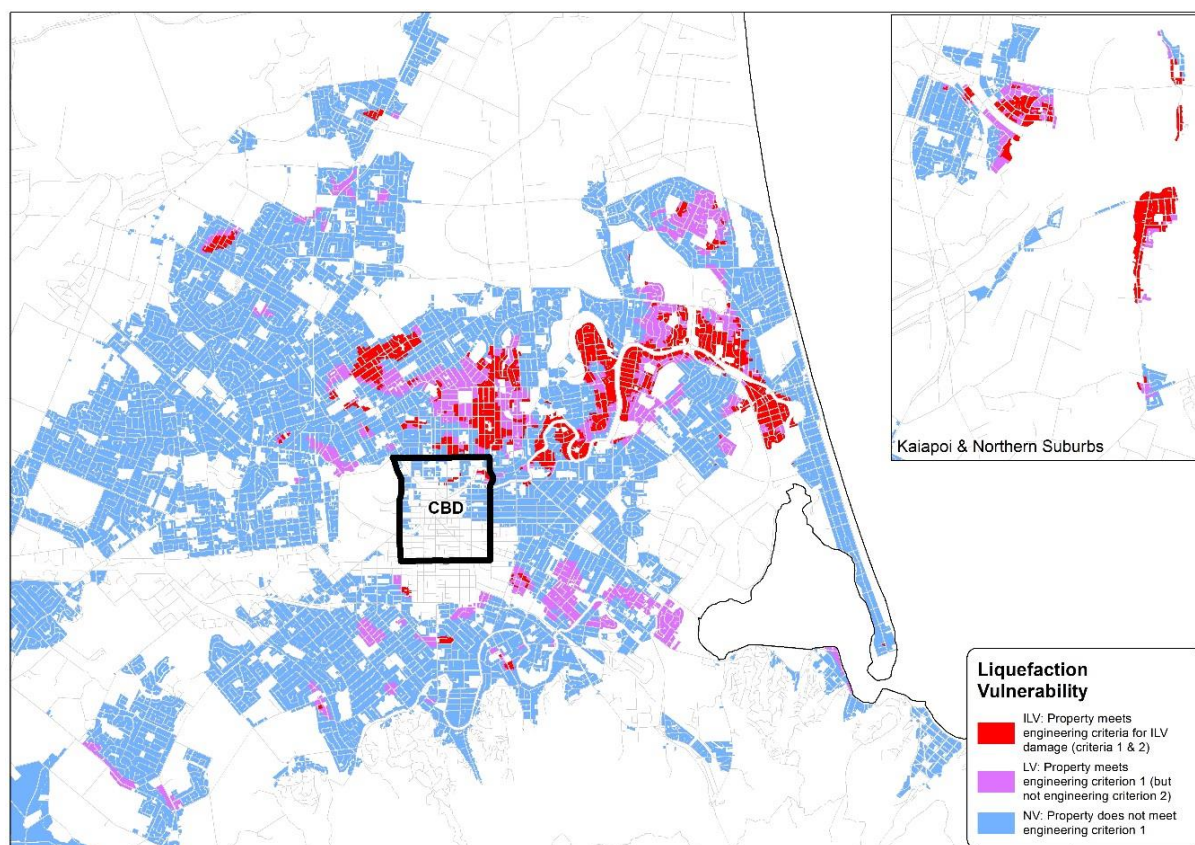 Kaiapoi & Northern Suburbs
CBD
Liquefaction
Vulnerability
ILV: Property meets
engineering criteria for ILV
damage (criteria 1 & 2)
LV: Property meets
engineering criterion 1 (but
not engineering criterion 2)
NV: Property does not meet
engineering criterion 1